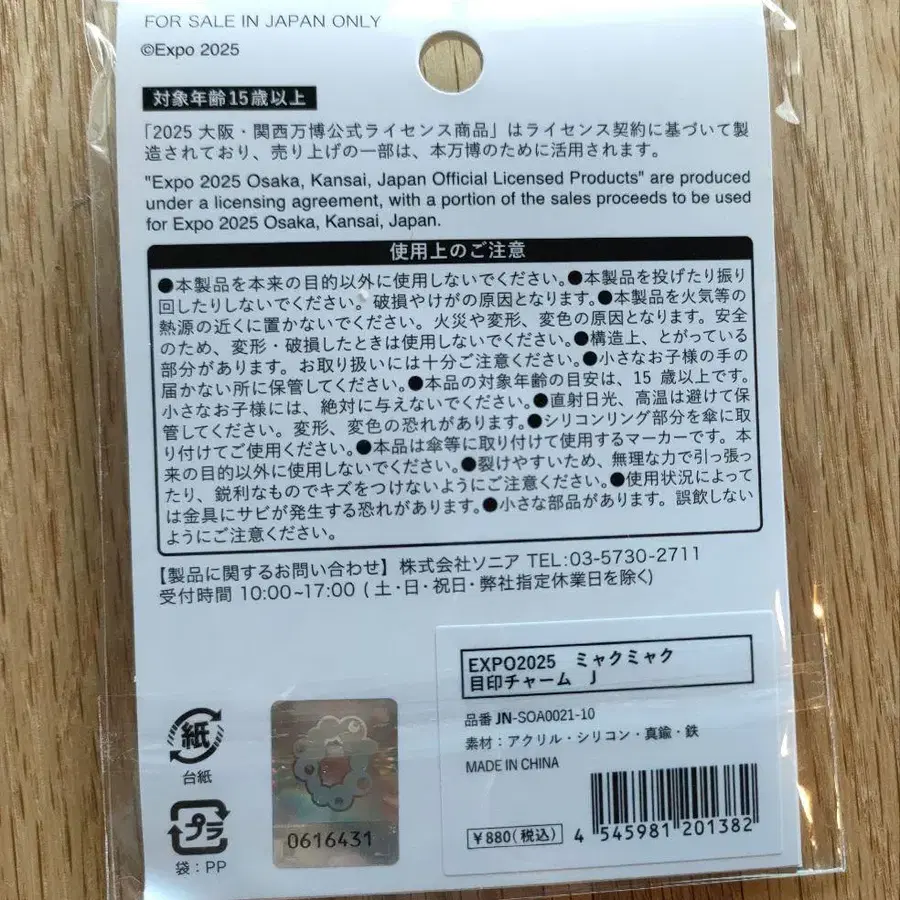 FOR SALE IN JAPAN ONLY
©Expo 2025
対象年齢15歳以上
「2025 大阪・関西万博公式ライセンス商品」はライセンス契約に基づいて製
造されており、売り上げの一部は、本万博のために活用されます。
"Expo 2025 Osaka, Kansai, Japan Official Licensed Products" are produced
under a licensing agreement, with a portion of the sales proceeds to be used
for Expo 2025 Osaka, Kansai, Japan.
使用上のご注意
●本製品を本来の目的以外に使用しないでください。●本製品を投げたり振り
回したりしないでください。破損やけがの原因となります。●本製品を火気等の
熱源の近くに置かないでください。火災や変形、変色の原因となります。安全
のため、変形・破損したときは使用しないでください。●構造上、とがっている
部分があります。お取り扱いには十分ご注意ください。●小さなお子様の手の
届かない所に保管してください。●本品の対象年齢の目安は、15 歳以上です。
小さなお子様には、絶対に与えないでください。●直射日光、高温は避けて保
管してください。変形、変色の恐れがあります。●シリコンリング部分を傘に取
り付けてご使用ください。●本品は傘等に取り付けて使用するマーカーです。本
来の目的以外に使用しないでください。●裂けやすいため、無理な力で引っ張っ
たり、鋭利なものでキズをつけないようにご注意ください。●使用状況によって
は金具にサビが発生する恐れがあります。●小さな部品があります。誤飲しない
ようにご注意ください。
【製品に関するお問い合わせ】 株式会社ソニア TEL:03-5730-2711
受付時間 10:00~17:00 (土・日・祝日・弊社指定休業日を除く)
EXPO2025 ミャクミャク
目印チャーム J
品番 JN-SOA0021-10
素材：アクリル・シリコン・真鍮・鉄
MADE IN CHINA
¥880(税込)
4 545981 201382
紙
台紙
プラ
袋：PP
0616431